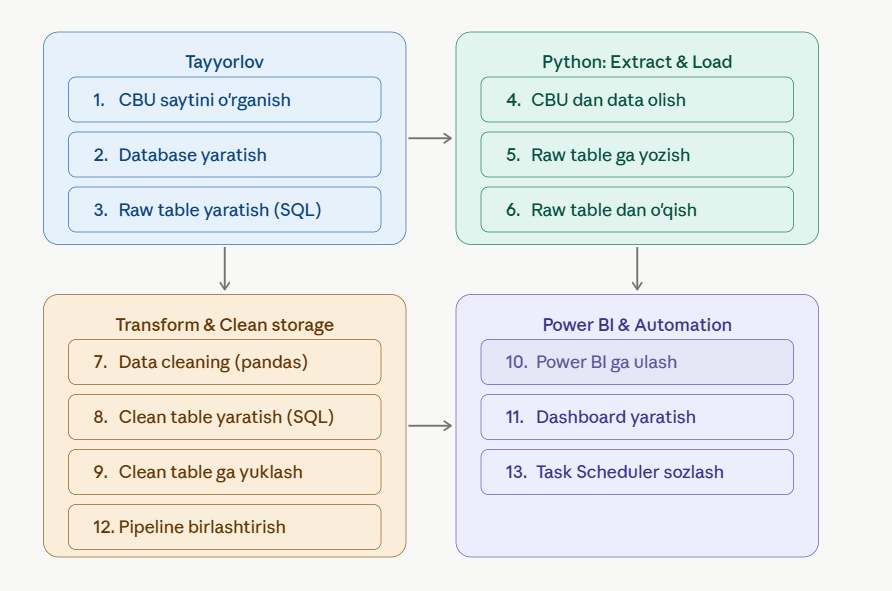 Tayyorlov
1. CBU saytini o'rganish
2. Database yaratish
3. Raw table yaratish (SQL)
Python: Extract & Load
4. CBU dan data olish
5. Raw table ga yozish
6. Raw table dan o'qish
Transform & Clean storage
7. Data cleaning (pandas)
8. Clean table yaratish (SQL)
9. Clean table ga yuklash
12. Pipeline birlashtirish
Power BI & Automation
10. Power BI ga ulash
11. Dashboard yaratish
13. Task Scheduler sozlash